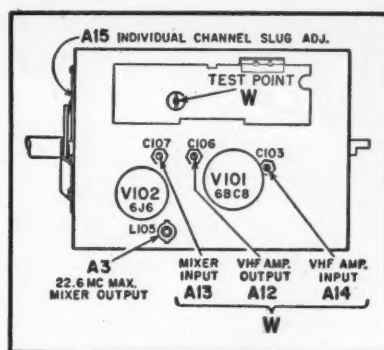 A15 INDIVIDUAL CHANNEL SLUG ADJ.
TEST POINT
W
C107
C106
C103
V102
6J6
V101
6BC8
L105
A3
22.6 MC MAX.
MIXER OUTPUT
MIXER
INPUT
A13
VHF AMP.
OUTPUT
A12
VHF AMP.
INPUT
A14
W